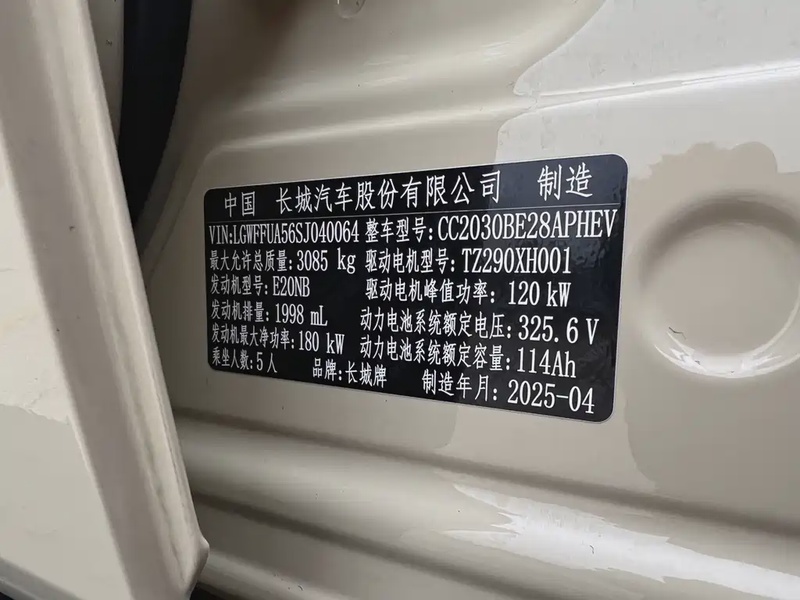 中国 长城汽车股份有限公司 制造
VIN:LGWFFUA56SJ040064 整车型号:CC2030BE28APHEV
最大允许总质量:3085 kg 驱动电机型号:TZ290XH001
发动机型号:E20NB 驱动电机峰值功率: 120 kW
发动机排量:1998 mL 动力电池系统额定电压:325.6 V
发动机最大净功率:180 kW 动力电池系统额定容量:114Ah
乘坐人数:5人 品牌:长城牌 制造年月:2025-04